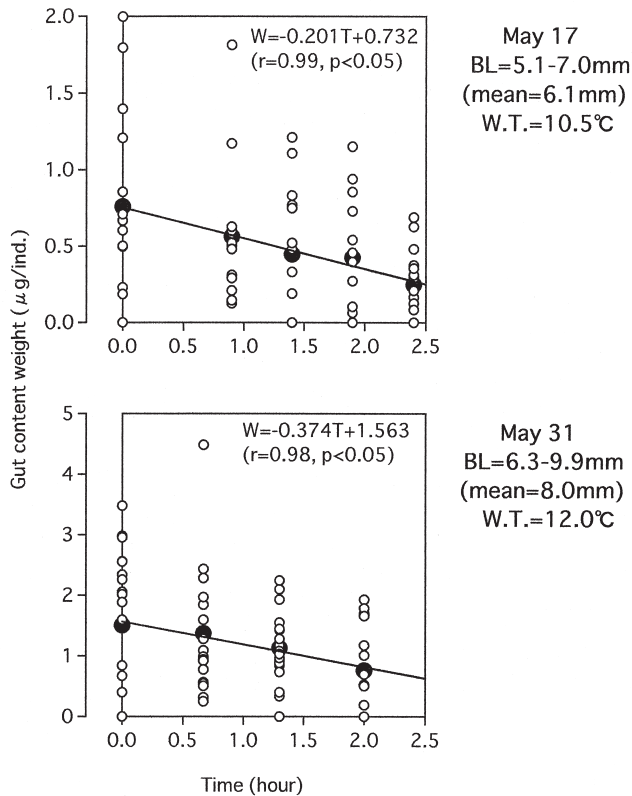 2.0
1.5
1.0
0.5
0.0
0.0 0.5 1.0 1.5 2.0 2.5
W=-0.201T+0.732
(r=0.99, p<0.05)
May 17
BL=5.1-7.0mm
(mean=6.1mm)
W.T.=10.5℃
Gut content weight (μg/ind.)
5
4
3
2
1
0
0.0 0.5 1.0 1.5 2.0 2.5
W=-0.374T+1.563
(r=0.98, p<0.05)
May 31
BL=6.3-9.9mm
(mean=8.0mm)
W.T.=12.0℃
Time (hour)